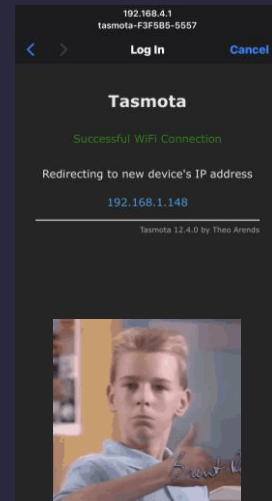 192.168.4.1
tasmota-F3F5B5-5557
Log In
Cancel
Tasmota
Successful WiFi Connection
Redirecting to new device's IP address
192.168.1.148
Tasmota 12.4.0 by Theo Arends
Brent